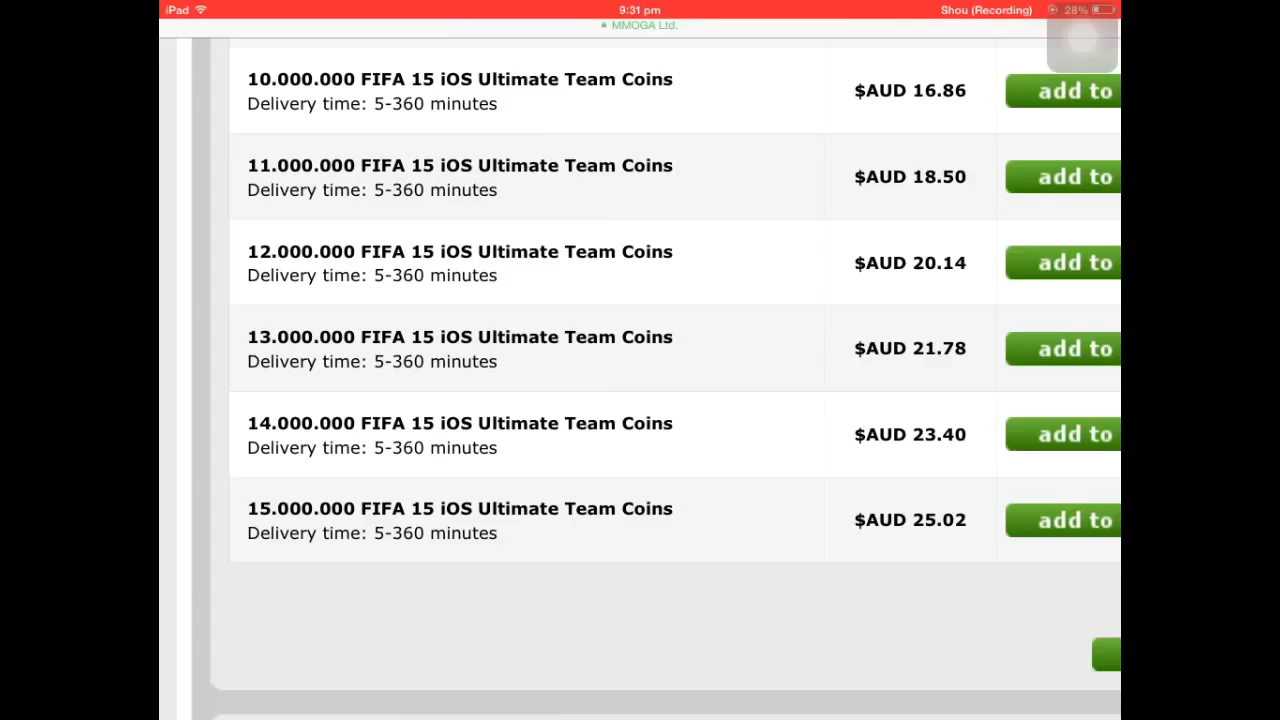 iPad 9:31 pm Shou (Recording) 28%
MMOGA Ltd.
10.000.000 FIFA 15 iOS Ultimate Team Coins
Delivery time: 5-360 minutes
$AUD 16.86
add to
11.000.000 FIFA 15 iOS Ultimate Team Coins
Delivery time: 5-360 minutes
$AUD 18.50
add to
12.000.000 FIFA 15 iOS Ultimate Team Coins
Delivery time: 5-360 minutes
$AUD 20.14
add to
13.000.000 FIFA 15 iOS Ultimate Team Coins
Delivery time: 5-360 minutes
$AUD 21.78
add to
14.000.000 FIFA 15 iOS Ultimate Team Coins
Delivery time: 5-360 minutes
$AUD 23.40
add to
15.000.000 FIFA 15 iOS Ultimate Team Coins
Delivery time: 5-360 minutes
$AUD 25.02
add to